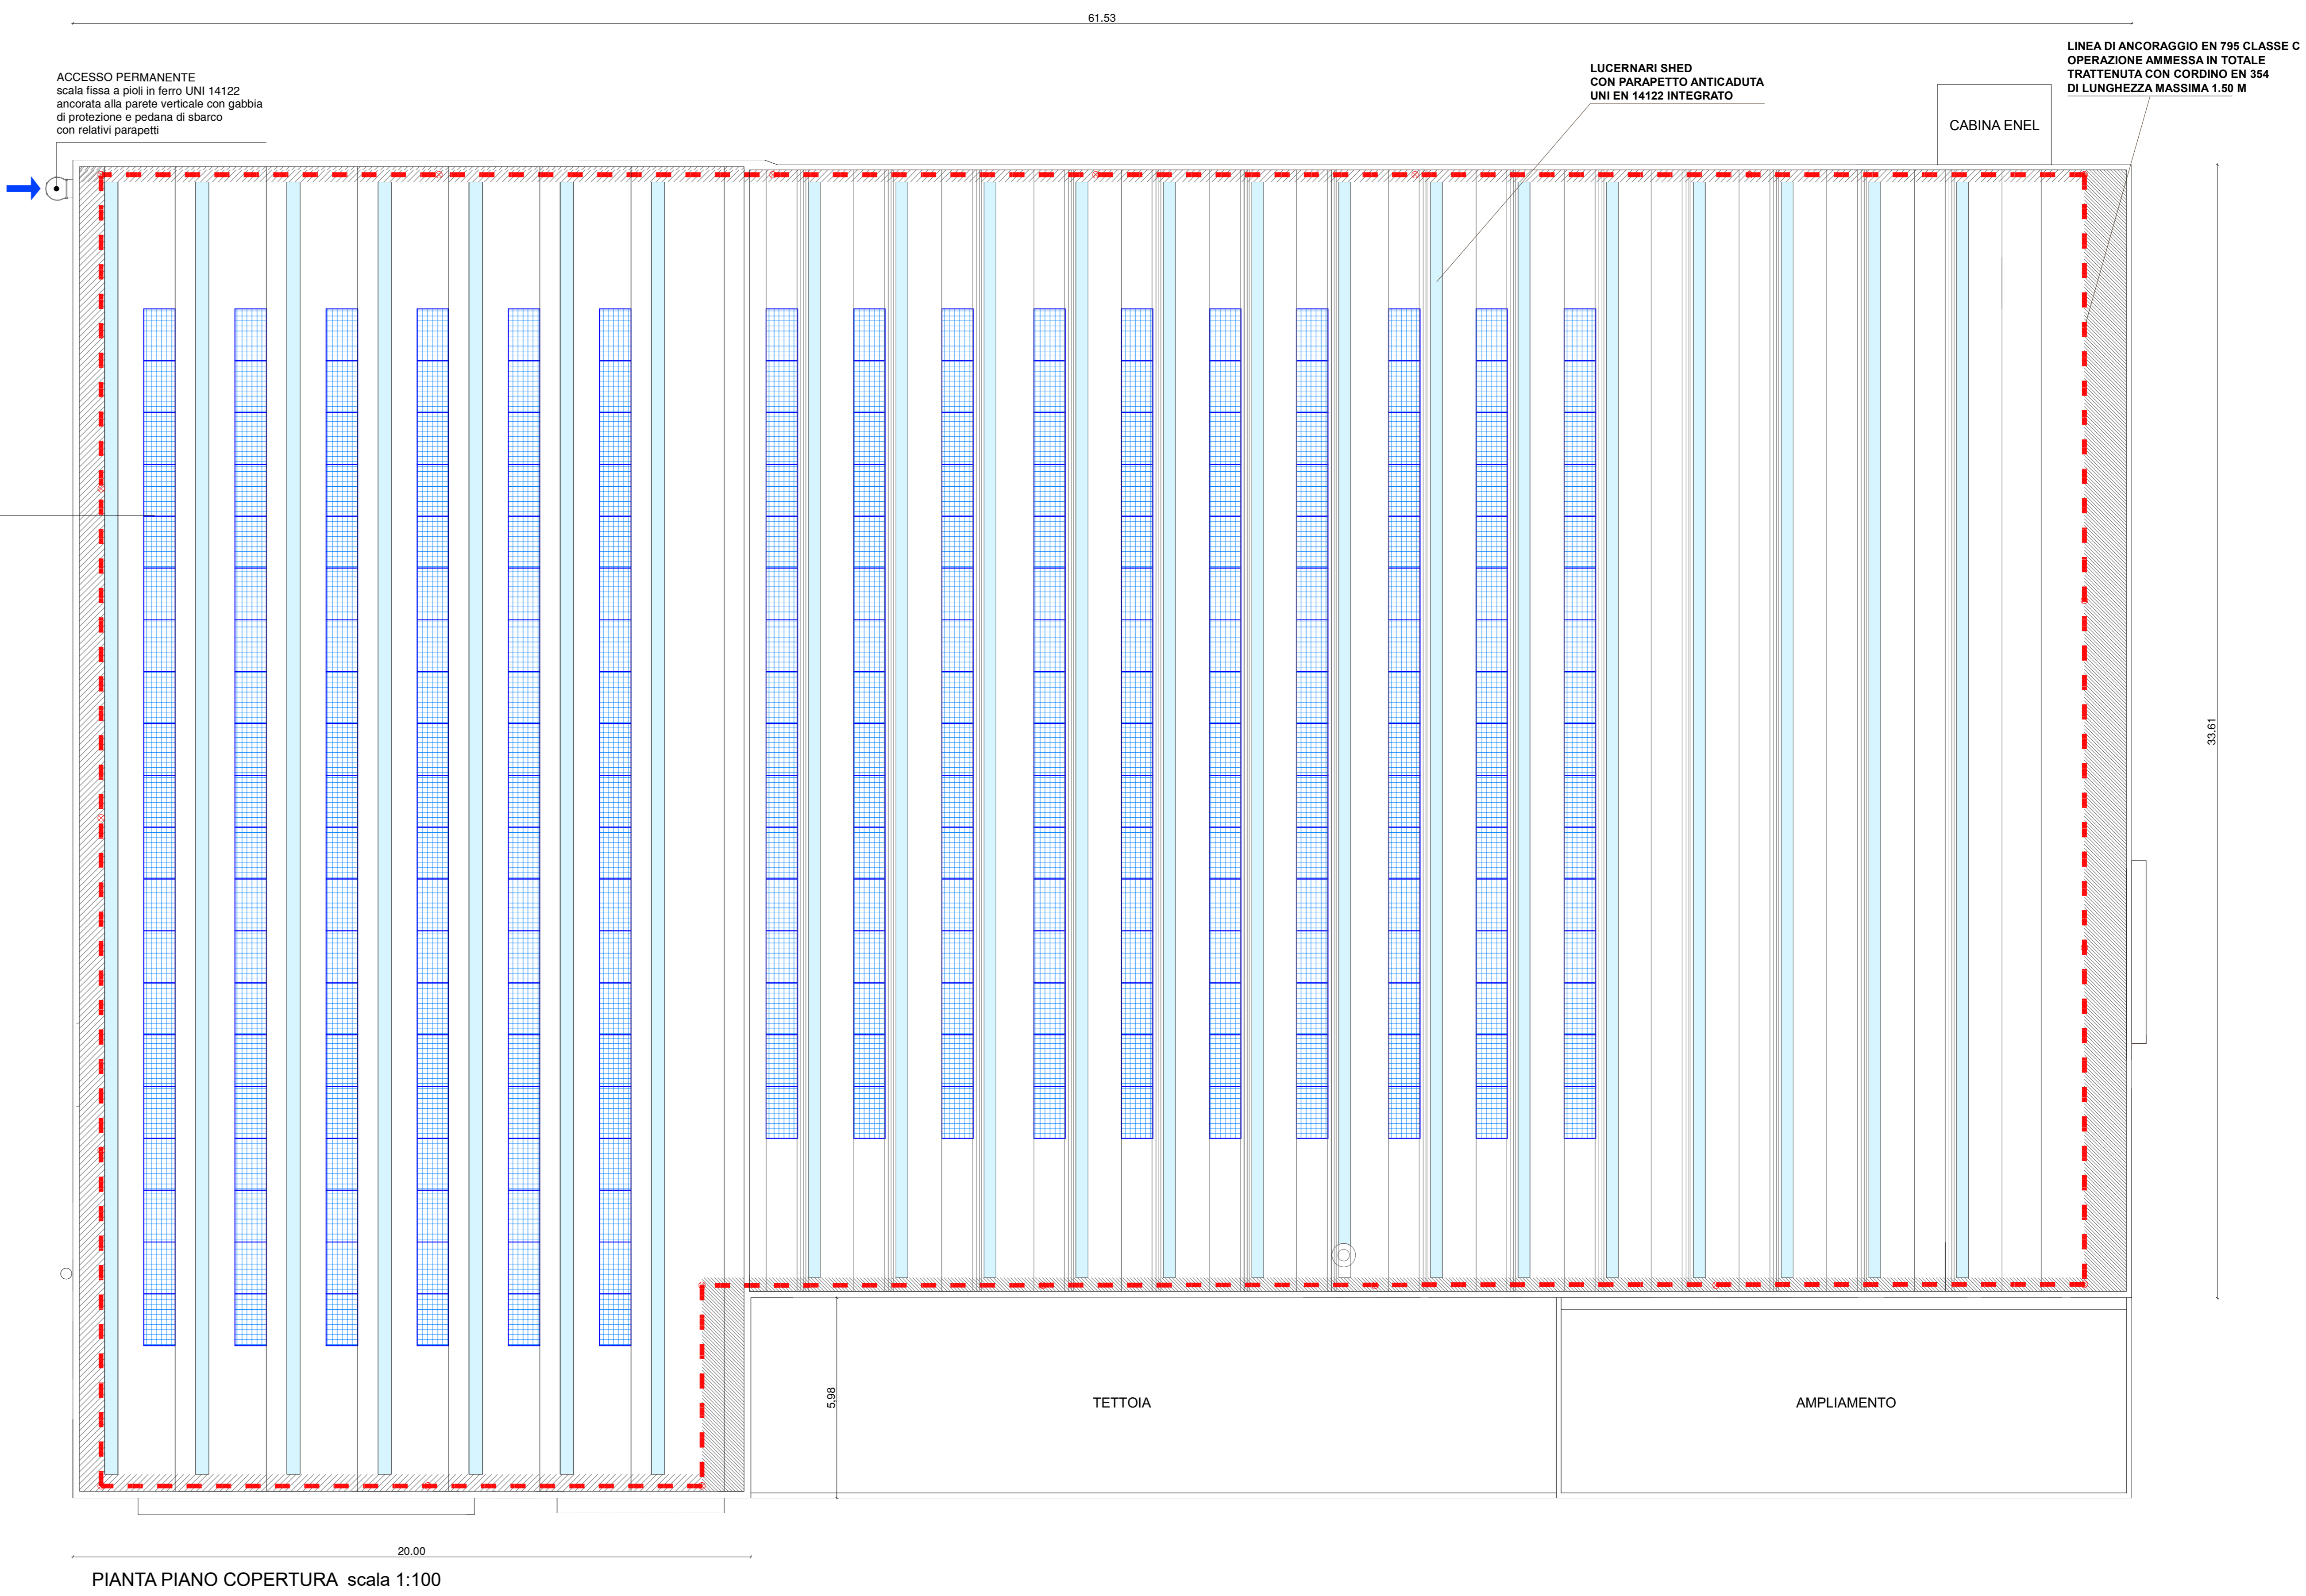 61.53
LINEA DI ANCORAGGIO EN 795 CLASSE C
OPERAZIONE AMMESSA IN TOTALE
TRATTENUTA CON CORDINO EN 354
DI LUNGHEZZA MASSIMA 1.50 M
LUCERNARI SHED
CON PARAPETTO ANTICADUTA
UNI EN 14122 INTEGRATO
ACCESSO PERMANENTE
scala fissa a pioli in ferro UNI 14122
ancorata alla parete verticale con gabbia
di protezione e pedana di sbarco
con relativi parapetti
CABINA ENEL
33.61
5,98
TETTOIA
AMPLIAMENTO
20.00
PIANTA PIANO COPERTURA scala 1:100